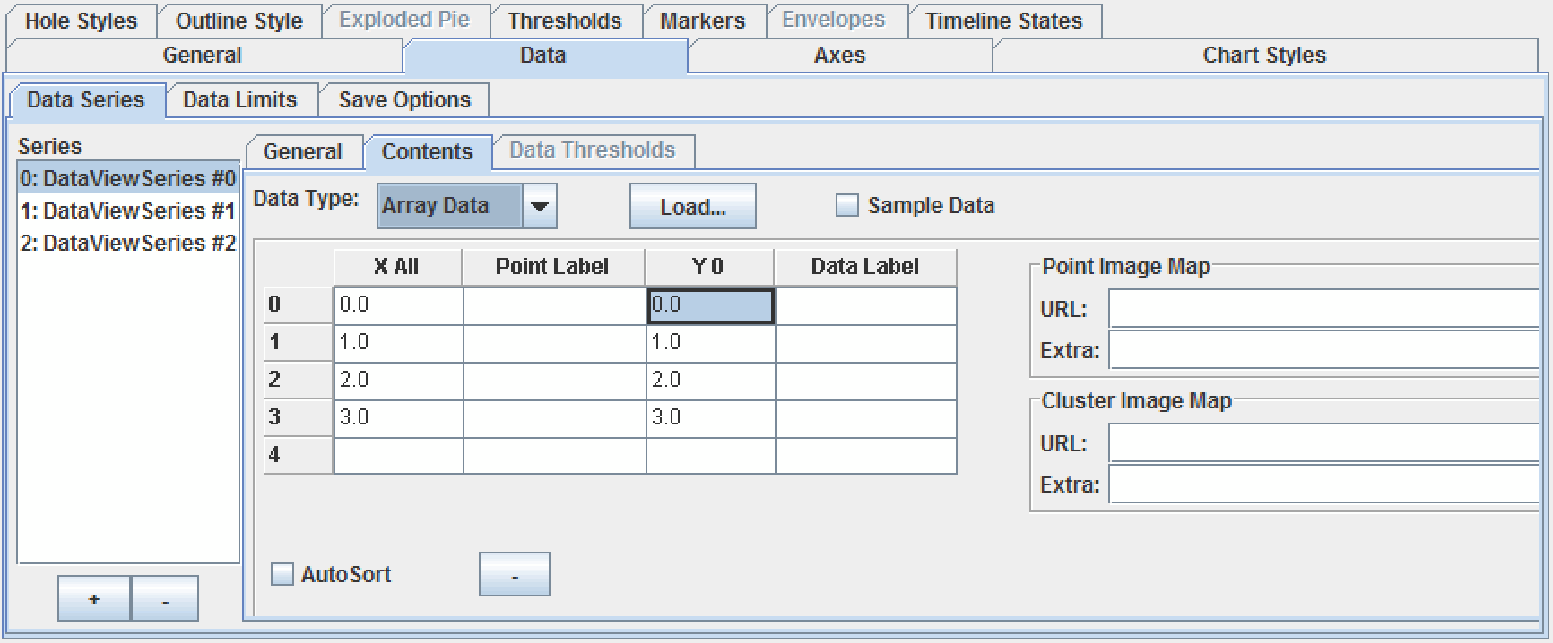 Hole Styles Outline Style Exploded Pie Thresholds Markers Envelopes Timeline States
General Data Axes Chart Styles
Data Series Data Limits Save Options
Series
0: DataViewSeries #0
1: DataViewSeries #1
2: DataViewSeries #2
+ -
General Contents Data Thresholds
Data Type: Array Data Load... Sample Data
X All Point Label Y 0 Data Label
0 0.0 0.0
1 1.0 1.0
2 2.0 2.0
3 3.0 3.0
4
AutoSort -
Point Image Map
URL:
Extra:
Cluster Image Map
URL:
Extra: